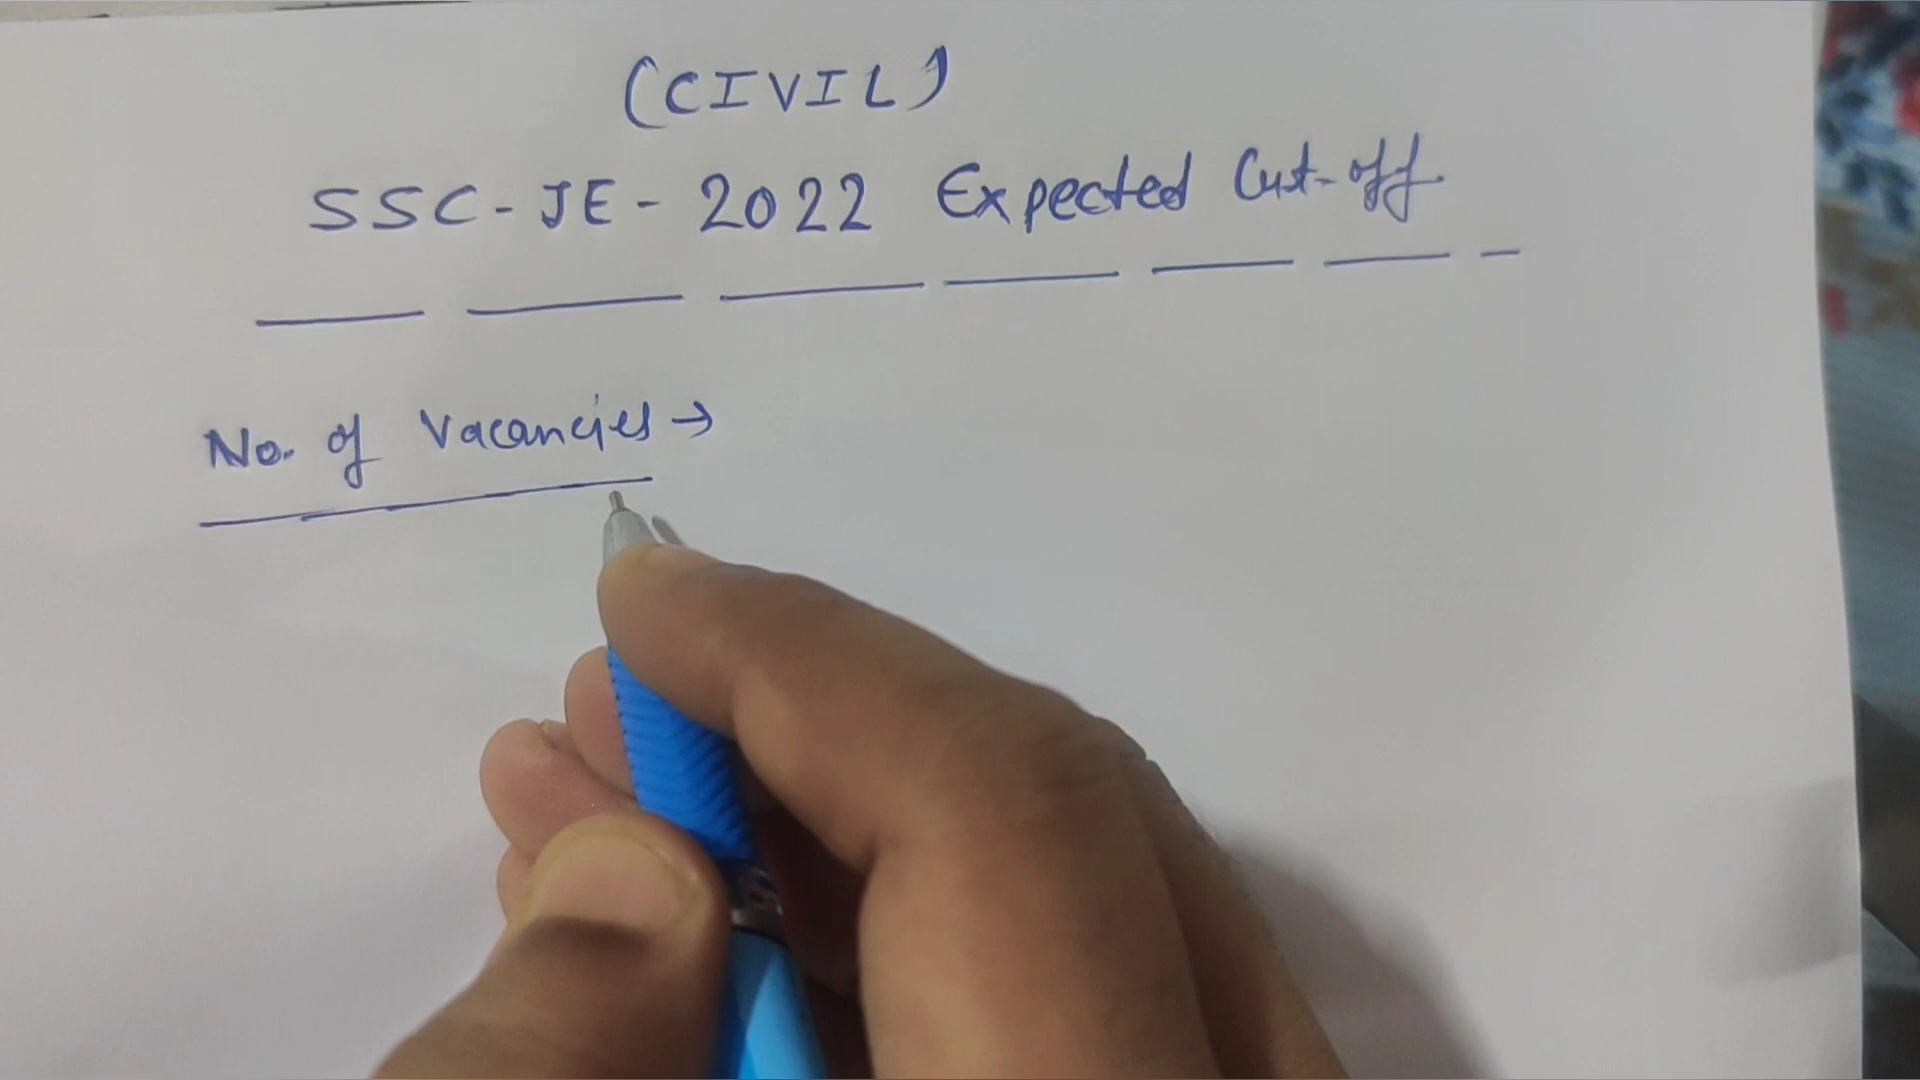 (CIVIL)
SSC-JE-2022 Expected Cut-off
No. of Vacancies →